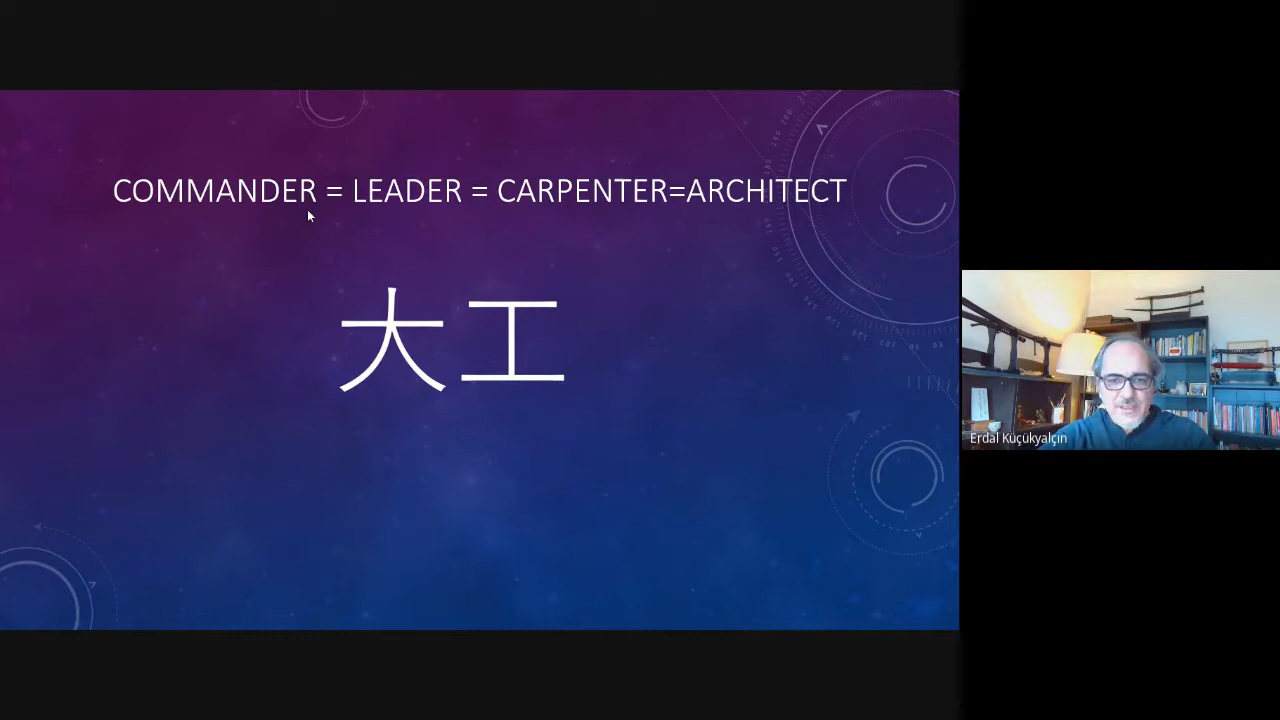 COMMANDER = LEADER = CARPENTER=ARCHITECT
大工
Erdal Küçükyalçın